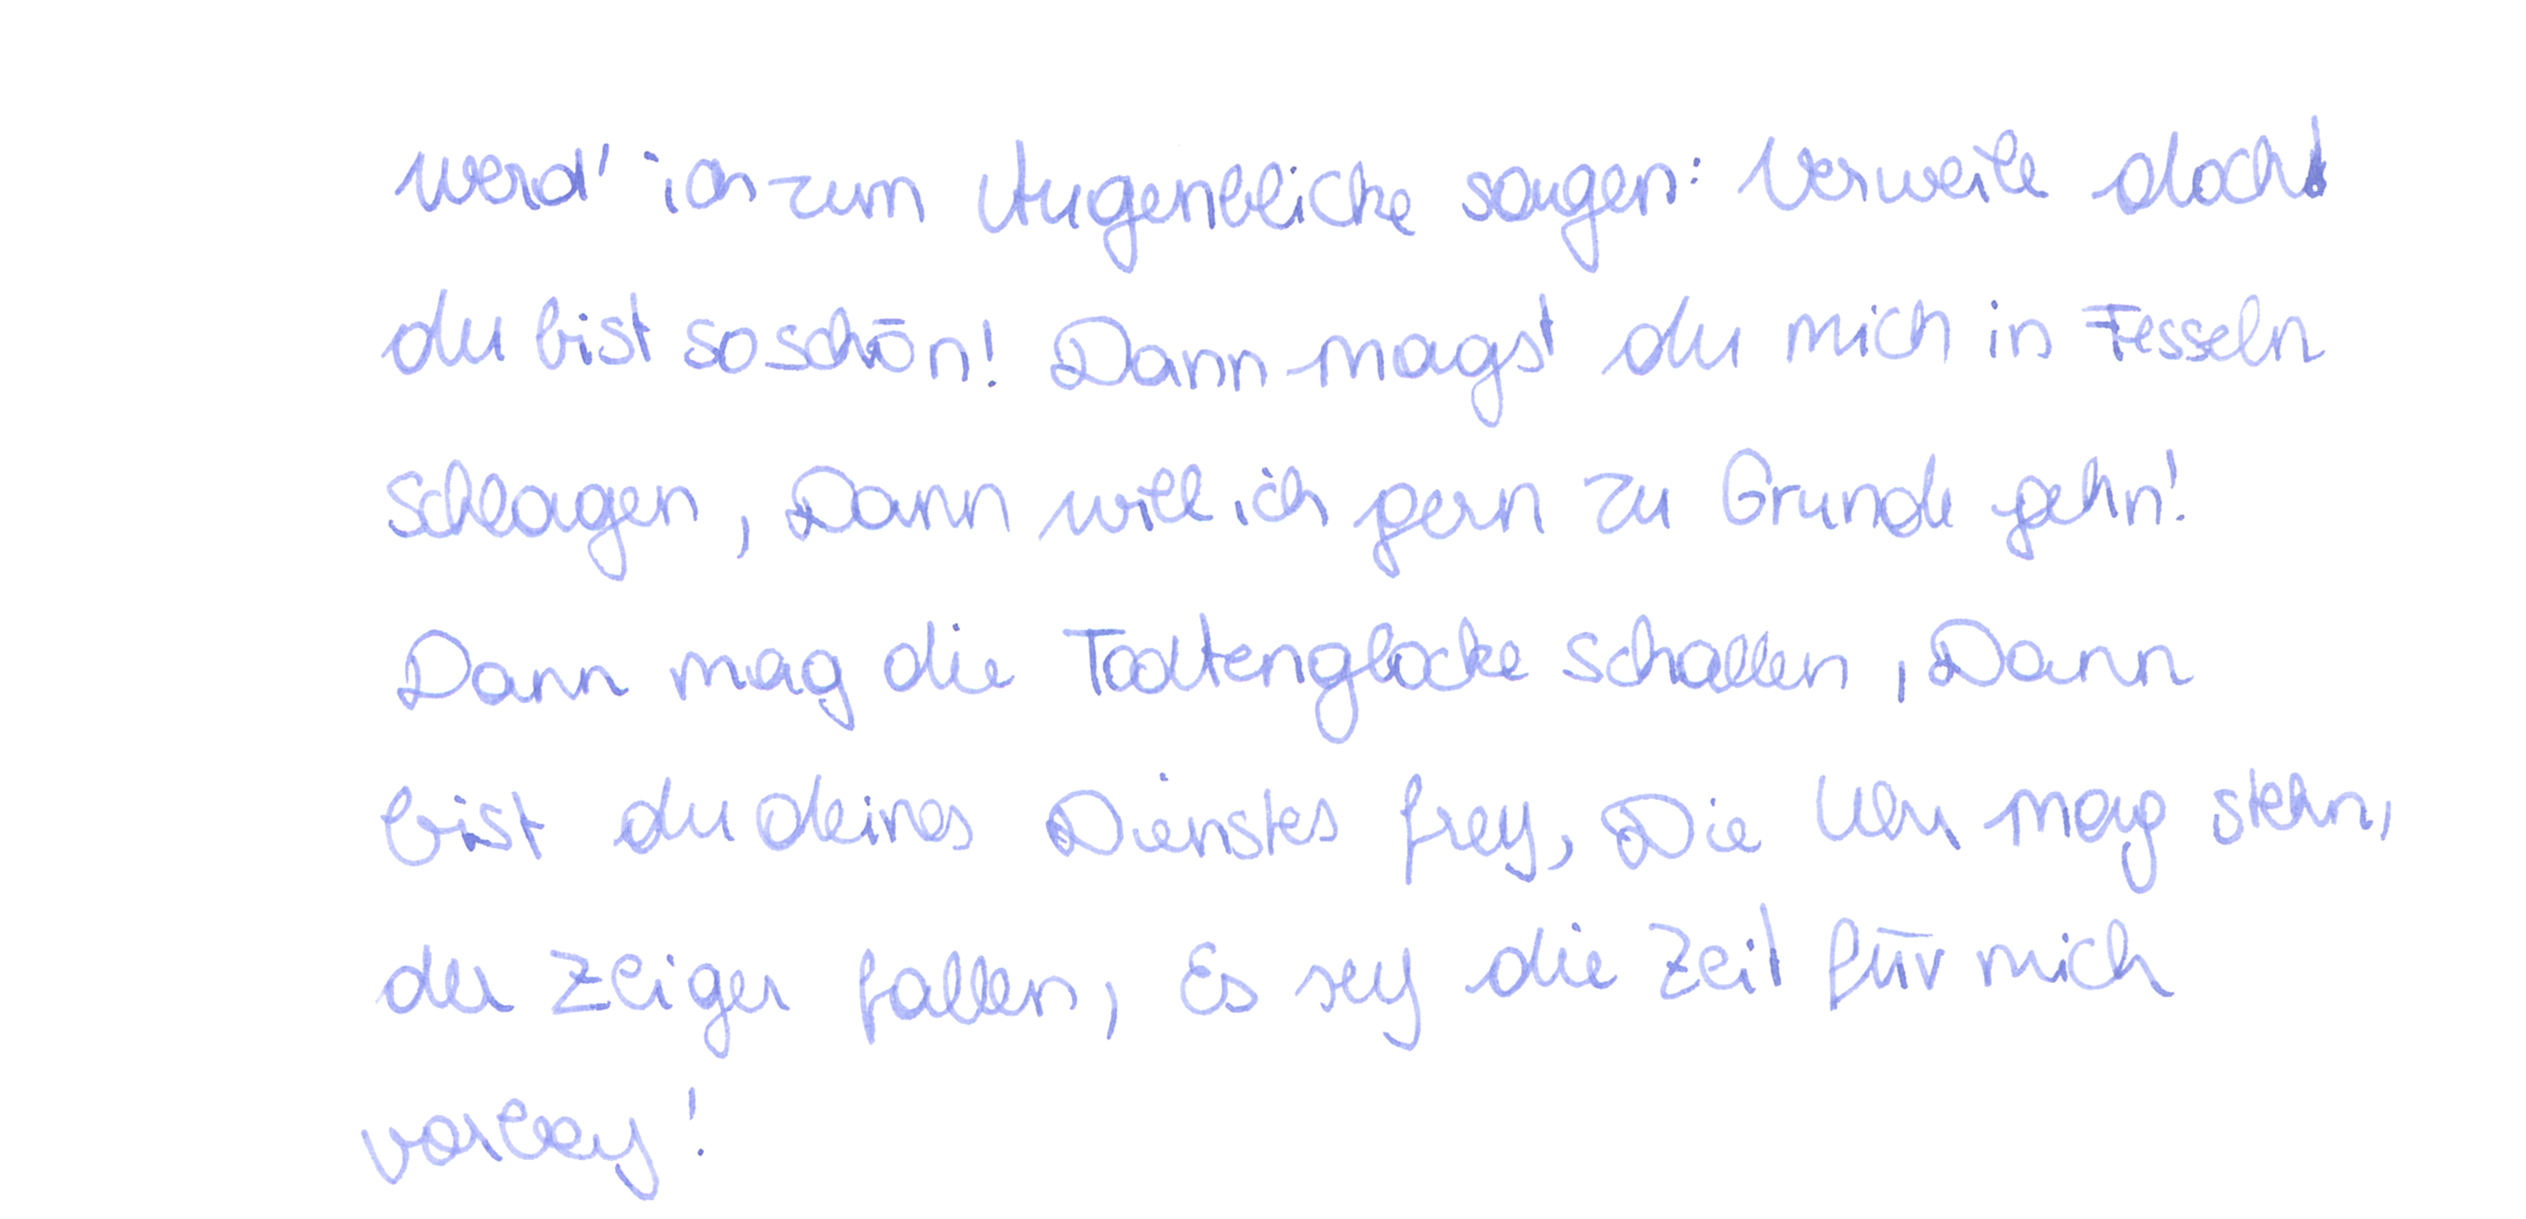 Werd' ich zum Augenblicke sagen: Verweile doch!
du bist so schön! Dann magst du mich in Fesseln
schlagen, Dann will ich gern zu Grunde gehn!
Dann mag die Todtenglocke schallen, Dann
bist du deines Dienstes frey, Die Uhr mag stehn,
der Zeiger fallen, Es sey die Zeit für mich
vorbey!